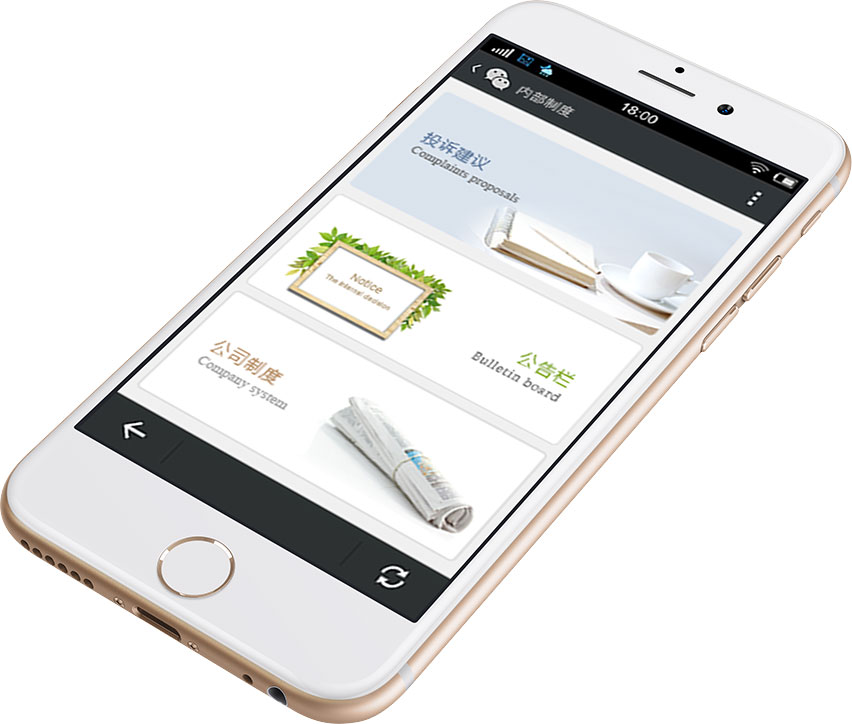 18:00
内部制度
投诉建议
Complaints proposals
Notice
The internal decision
公告栏
Bulletin board
公司制度
Company system